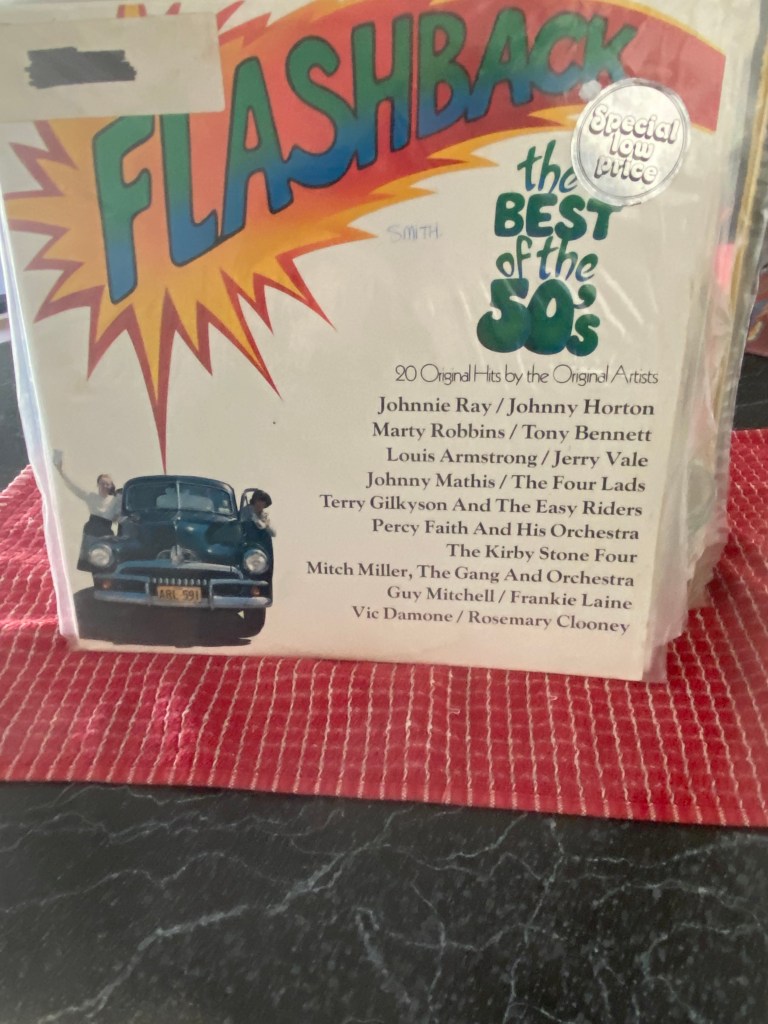 FLASHBACK
Special
low
price
the
BEST
of the
50's
SMITH
20 Original Hits by the Original Artists
Johnnie Ray / Johnny Horton
Marty Robbins / Tony Bennett
Louis Armstrong / Jerry Vale
Johnny Mathis / The Four Lads
Terry Gilkyson And The Easy Riders
Percy Faith And His Orchestra
The Kirby Stone Four
Mitch Miller, The Gang And Orchestra
Guy Mitchell / Frankie Laine
Vic Damone / Rosemary Clooney
ARL 591